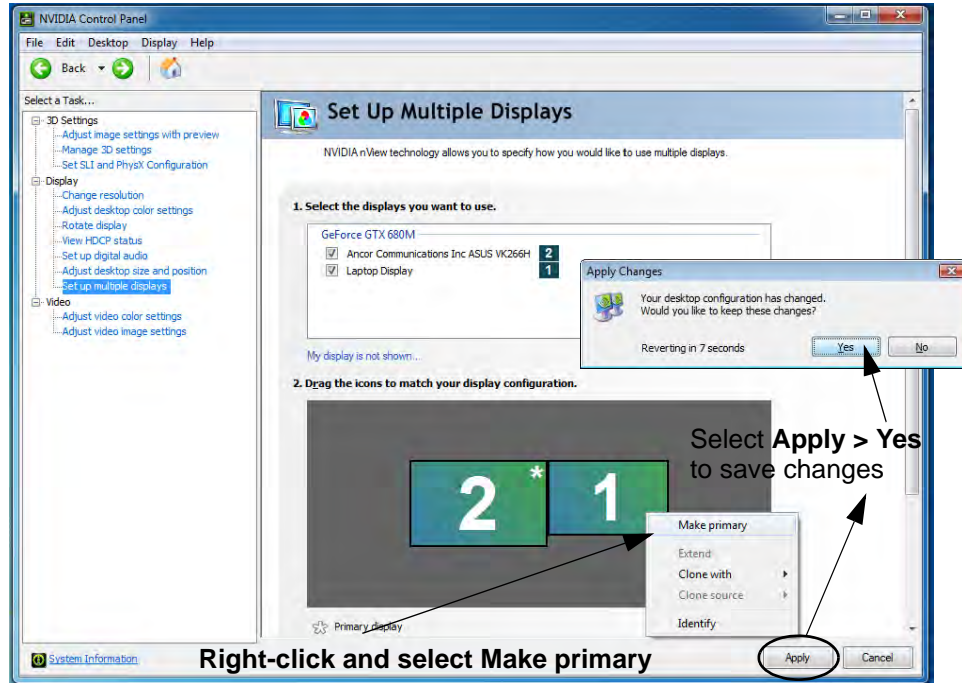 NVIDIA Control Panel
File Edit Desktop Display Help
Back
Select a Task...
3D Settings
Adjust image settings with preview
Manage 3D settings
Set SLI and PhysX Configuration
Display
Change resolution
Adjust desktop color settings
Rotate display
View HDCP status
Set up digital audio
Adjust desktop size and position
Set up multiple displays
Video
Adjust video color settings
Adjust video image settings
System Information
Set Up Multiple Displays
NVIDIA nView technology allows you to specify how you would like to use multiple displays.
1. Select the displays you want to use.
GeForce GTX 680M
Ancor Communications Inc ASUS VK266H 2
Laptop Display 1
My display is not shown...
2. Drag the icons to match your display configuration.
2 * 1
Make primary
Extend
Clone with
Clone source
Identify
Primary display
Apply Cancel
Apply Changes
Your desktop configuration has changed.
Would you like to keep these changes?
Reverting in 7 seconds
Yes No
Select Apply > Yes
to save changes
Right-click and select Make primary